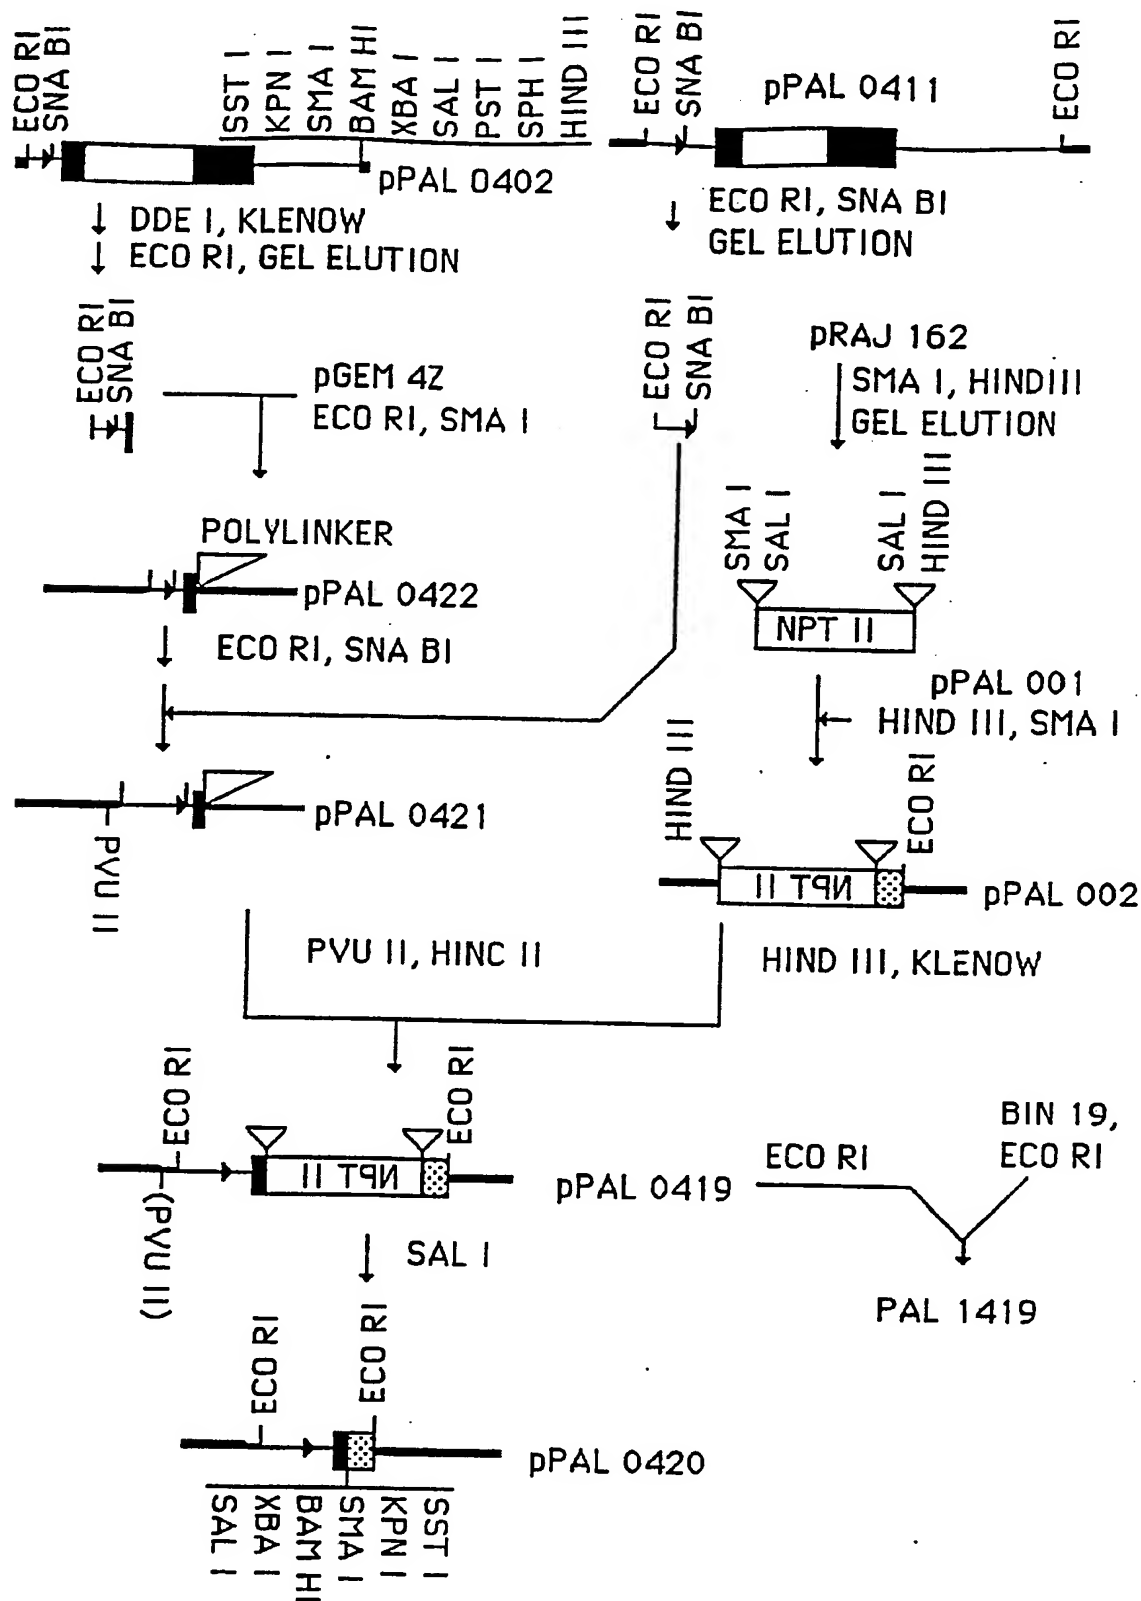 ECO RI
SNA BI
SST I
KPN I
SMA I
BAM HI
XBA I
SAL I
PST I
SPH I
HIND III
pPAL 0402
ECO RI
SNA BI
pPAL 0411
ECO RI
DDE I, KLENOW
ECO RI, GEL ELUTION
ECO RI, SNA BI
GEL ELUTION
ECO RI
SNA BI
pGEM 4Z
ECO RI, SMA I
ECO RI
SNA BI
pRAJ 162
SMA I, HINDIII
GEL ELUTION
SMA I
SAL I
SAL I
HIND III
NPT II
POLYLINKER
pPAL 0422
ECO RI, SNA BI
pPAL 001
HIND III, SMA I
pPAL 0421
PVU II
HIND III
ECO RI
NPT II
pPAL 002
PVU II, HINC II
HIND III, KLENOW
ECO RI
ECO RI
NPT II
(PVU II)
pPAL 0419
ECO RI
BIN 19,
ECO RI
PAL 1419
SAL I
ECO RI
ECO RI
pPAL 0420
SAL I
XBA I
BAM HI
SMA I
KPN I
SST I